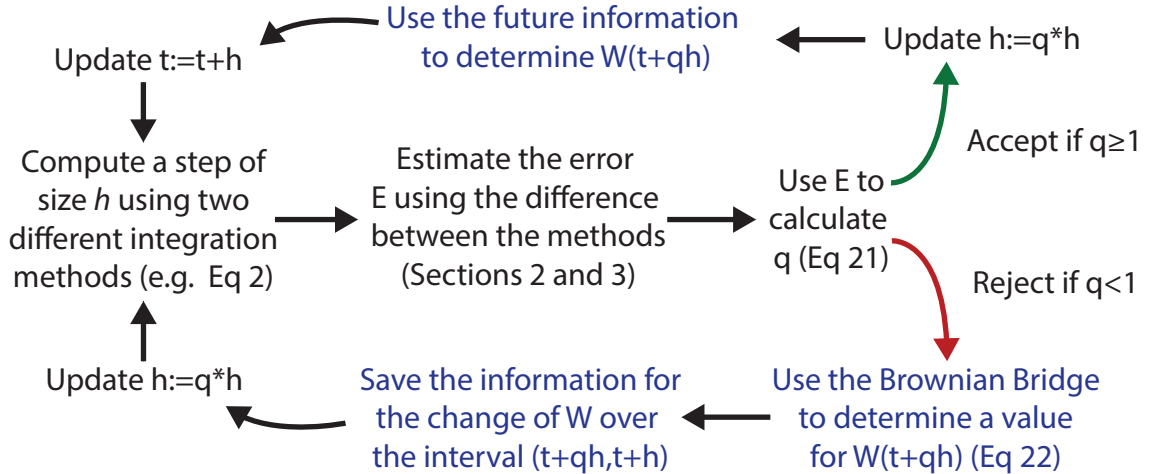 Use the future information
to determine W(t+qh)
Update h:=q*h
Update t:=t+h
Accept if q≥1
Compute a step of
size h using two
different integration
methods (e.g. Eq 2)
Estimate the error
E using the difference
between the methods
(Sections 2 and 3)
Use E to
calculate
q (Eq 21)
Reject if q<1
Update h:=q*h
Save the information for
the change of W over
the interval (t+qh,t+h)
Use the Brownian Bridge
to determine a value
for W(t+qh) (Eq 22)